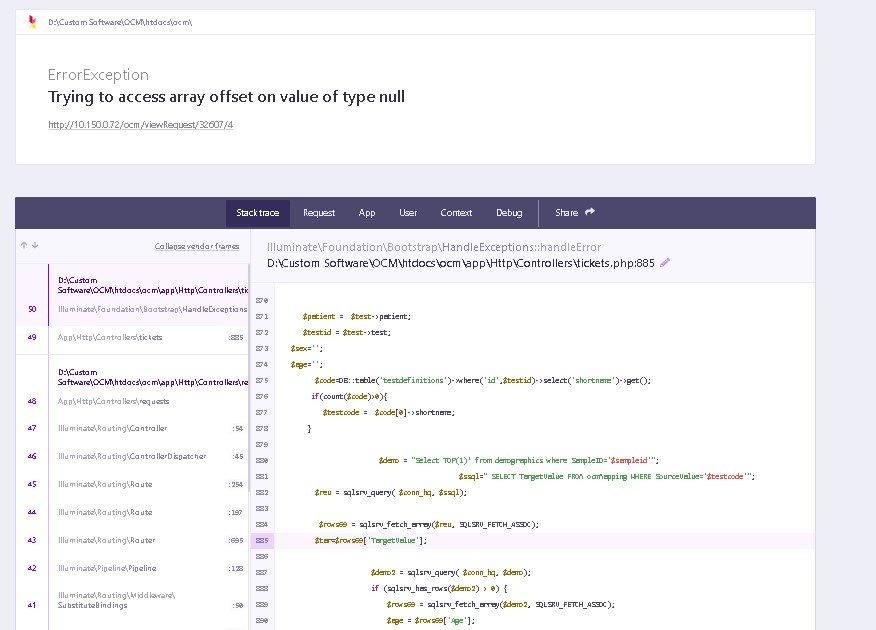 D:\Custom Software\OCM\htdocs\ocm\
ErrorException
Trying to access array offset on value of type null
http://10.150.0.72/ocm/viewRequest/32607/4
Stack trace Request App User Context Debug Share
Collapse vendor frames
Illuminate\Foundation\Bootstrap\HandleExceptions::handleError
D:\Custom Software\OCM\htdocs\ocm\app\Http\Controllers\tickets.php:885
D:\Custom
Software\OCM\htdocs\ocm\app\Http\Controllers\tic
50 Illuminate\Foundation\Bootstrap\HandleExceptions
49 App\Http\Controllers\tickets :885
D:\Custom
Software\OCM\htdocs\ocm\app\Http\Controllers\re
48 App\Http\Controllers\requests
47 Illuminate\Routing\Controller :54
46 Illuminate\Routing\ControllerDispatcher :45
45 Illuminate\Routing\Route :254
44 Illuminate\Routing\Route :197
43 Illuminate\Routing\Router :695
42 Illuminate\Pipeline\Pipeline :128
Illuminate\Routing\Middleware\
41 SubstituteBindings :50
870
871 $patient = $test->patient;
872 $testid = $test->test;
873 $sex='';
874 $age='';
875 $code=DB::table('testdefinitions')->where('id',$testid)->select('shortname')->get();
876 if(count($code)>0){
877 $testcode = $code[0]->shortname;
878 }
879
880 $demo = "Select TOP(1)* from demographics where SampleID='$sampleid'";
881 $ssql=" SELECT TargetValue FROM ocmMapping WHERE SourceValue='$testcode'";
882 $reu = sqlsrv_query( $conn_hq, $ssql);
883
884 $rows69 = sqlsrv_fetch_array($reu, SQLSRV_FETCH_ASSOC);
885 $tar=$rows69['TargetValue'];
886
887 $demo2 = sqlsrv_query( $conn_hq, $demo);
888 if (sqlsrv_has_rows($demo2) > 0) {
889 $rows69 = sqlsrv_fetch_array($demo2, SQLSRV_FETCH_ASSOC);
890 $age = $rows69['Age'];